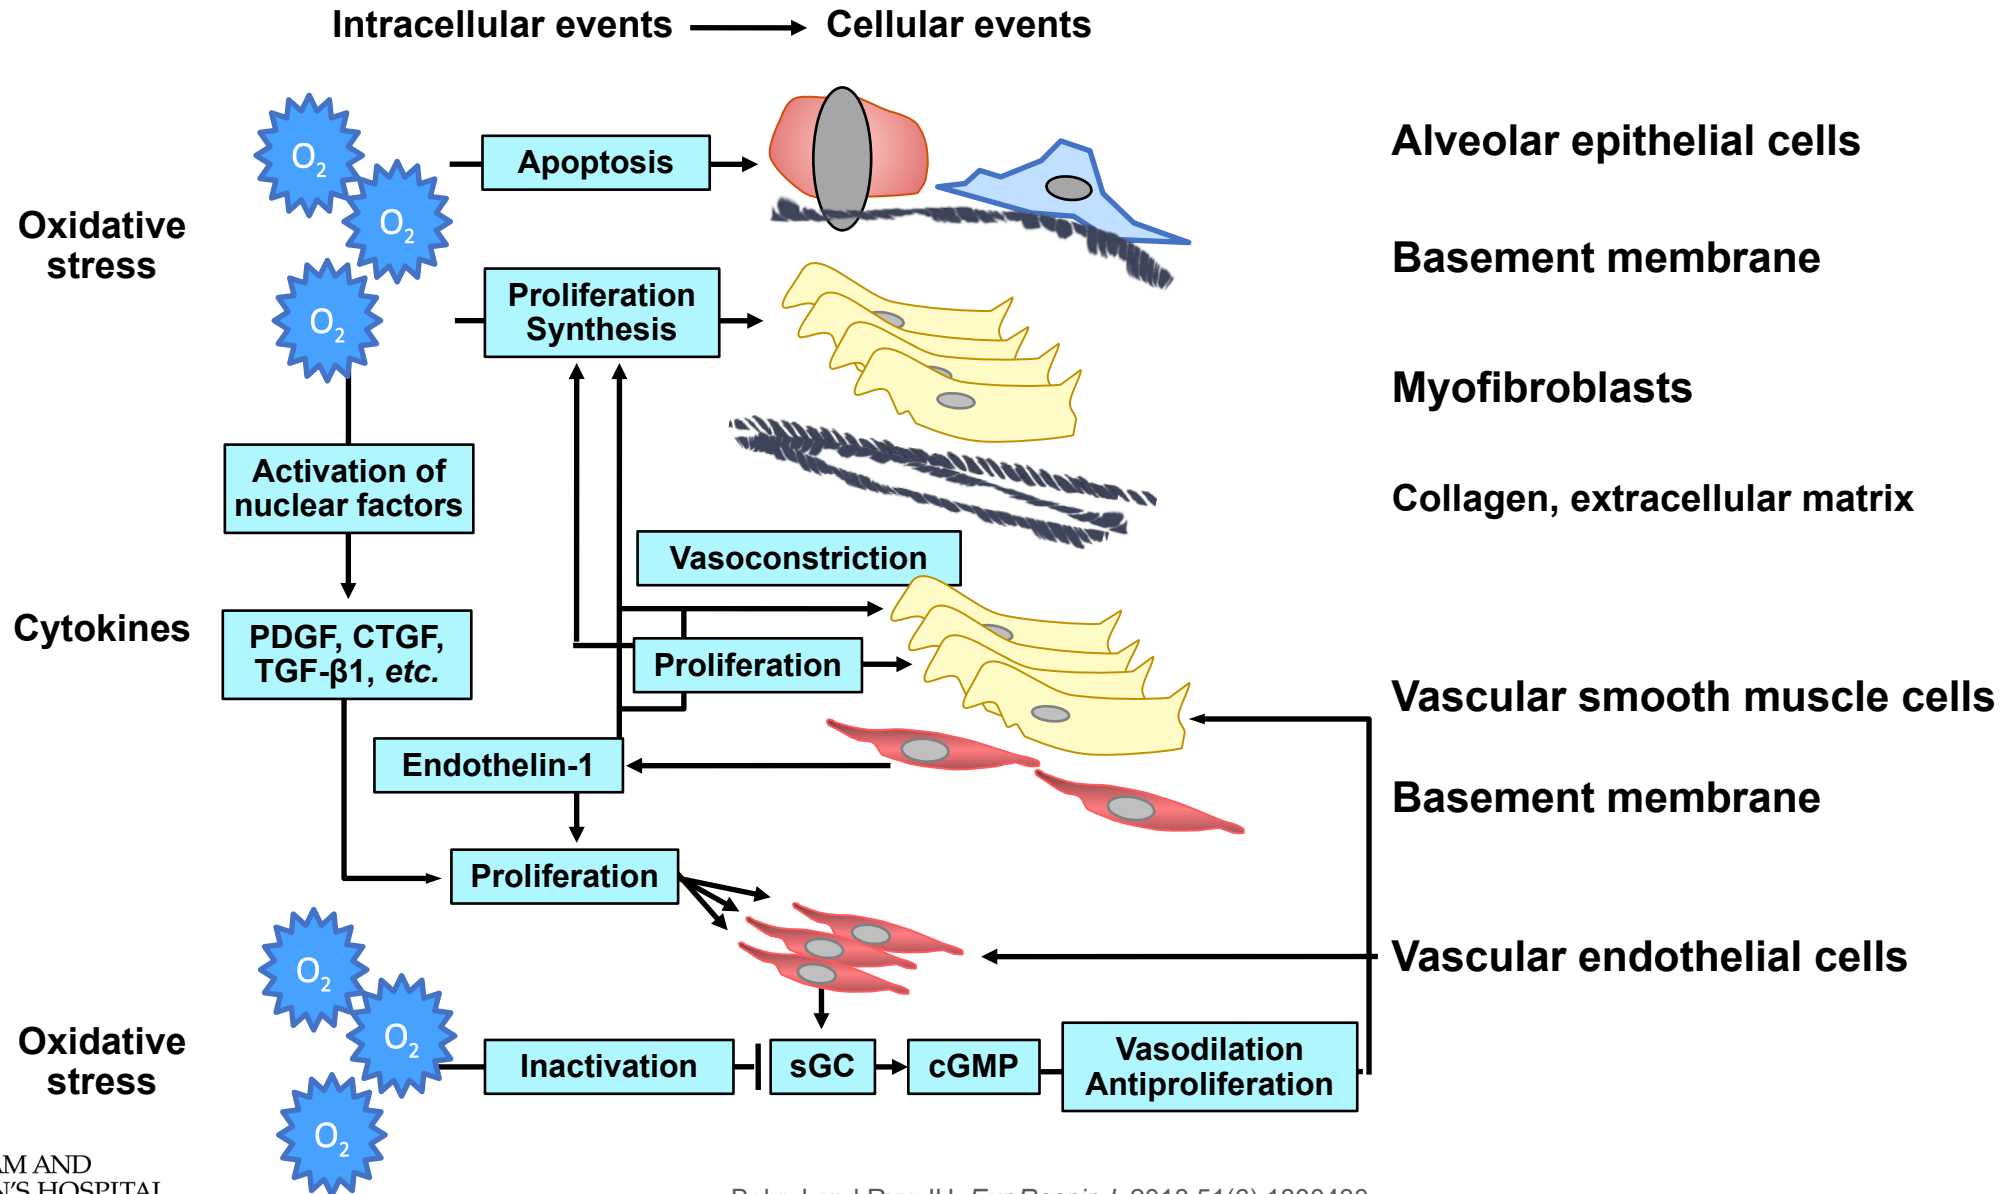 Intracellular events
Cellular events
O2
O2
O2
Oxidative
stress
Apoptosis
Alveolar epithelial cells
Basement membrane
Proliferation
Synthesis
Myofibroblasts
Activation of
nuclear factors
Collagen, extracellular matrix
Vasoconstriction
Cytokines
PDGF, CTGF,
TGF-β1, etc.
Proliferation
Vascular smooth muscle cells
Endothelin-1
Basement membrane
Proliferation
Vascular endothelial cells
O2
O2
O2
Oxidative
stress
Inactivation
sGC
cGMP
Vasodilation
Antiproliferation
AND
HOSPITAL